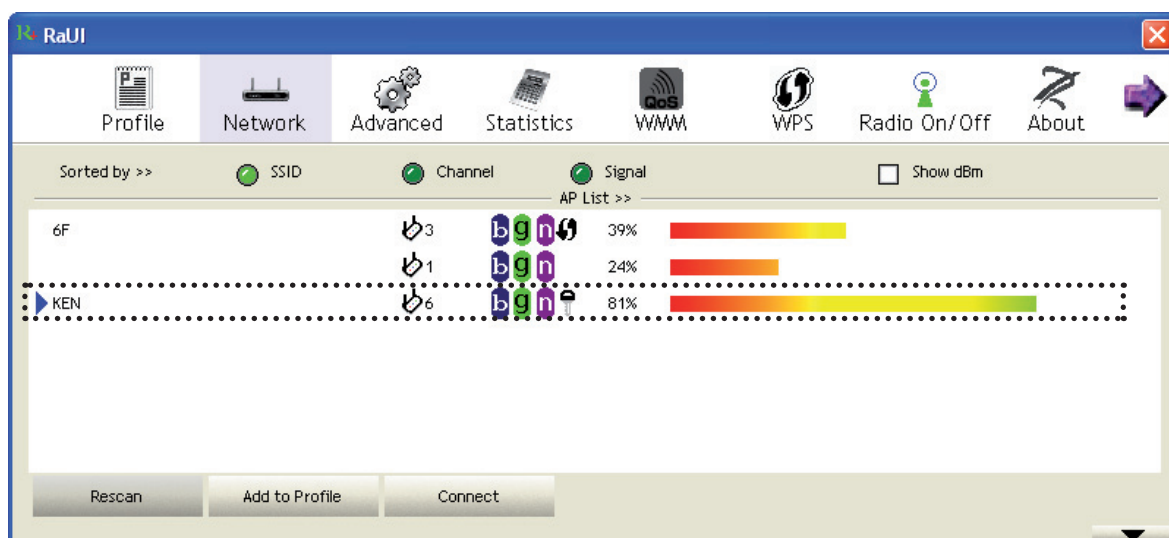 RaUI
Profile Network Advanced Statistics QoS WMM WPS Radio On/Off About
Sorted by >> SSID Channel Signal Show dBm
AP List >>
6F 3 b g n 39%
1 b g n 24%
KEN 6 b g n 81%
Rescan Add to Profile Connect